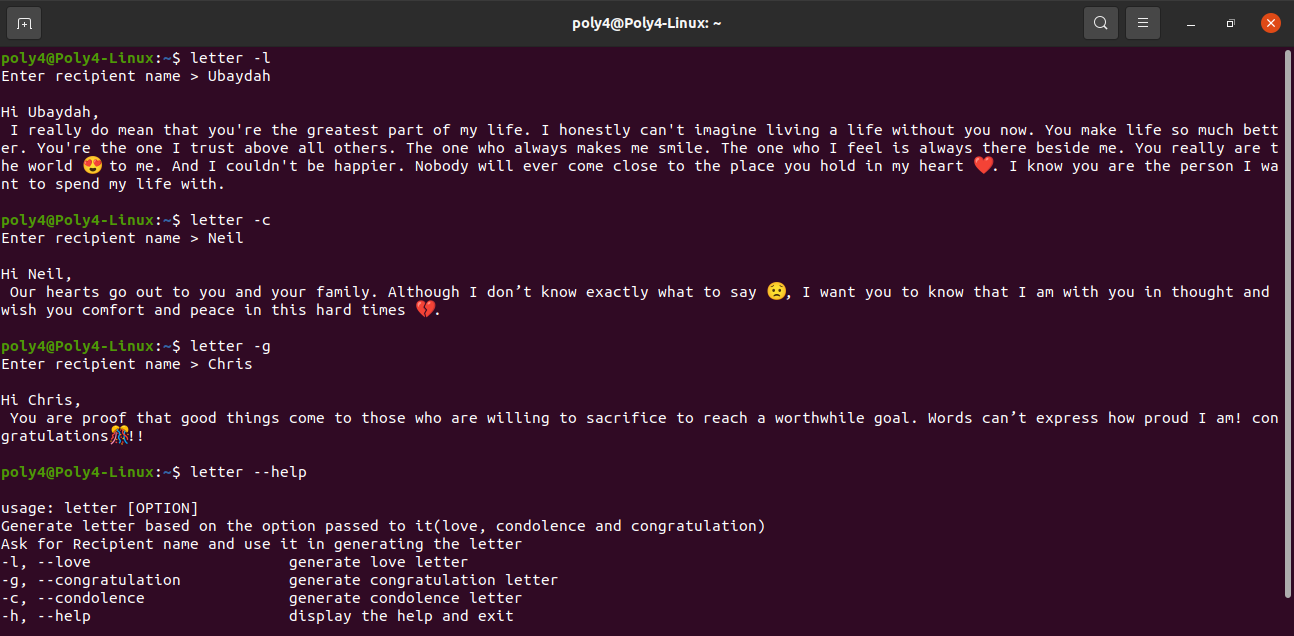 poly4@Poly4-Linux: ~
poly4@Poly4-Linux:~$ letter -l
Enter recipient name > Ubaydah
Hi Ubaydah,
I really do mean that you're the greatest part of my life. I honestly can't imagine living a life without you now. You make life so much bett
er. You're the one I trust above all others. The one who always makes me smile. The one who I feel is always there beside me. You really are t
he world 😍 to me. And I couldn't be happier. Nobody will ever come close to the place you hold in my heart ❤️. I know you are the person I wa
nt to spend my life with.
poly4@Poly4-Linux:~$ letter -c
Enter recipient name > Neil
Hi Neil,
Our hearts go out to you and your family. Although I don’t know exactly what to say 😟, I want you to know that I am with you in thought and
wish you comfort and peace in this hard times 💔.
poly4@Poly4-Linux:~$ letter -g
Enter recipient name > Chris
Hi Chris,
You are proof that good things come to those who are willing to sacrifice to reach a worthwhile goal. Words can’t express how proud I am! con
gratulations🎊!!
poly4@Poly4-Linux:~$ letter --help
usage: letter [OPTION]
Generate letter based on the option passed to it(love, condolence and congratulation)
Ask for Recipient name and use it in generating the letter
-l, --love generate love letter
-g, --congratulation generate congratulation letter
-c, --condolence generate condolence letter
-h, --help display the help and exit